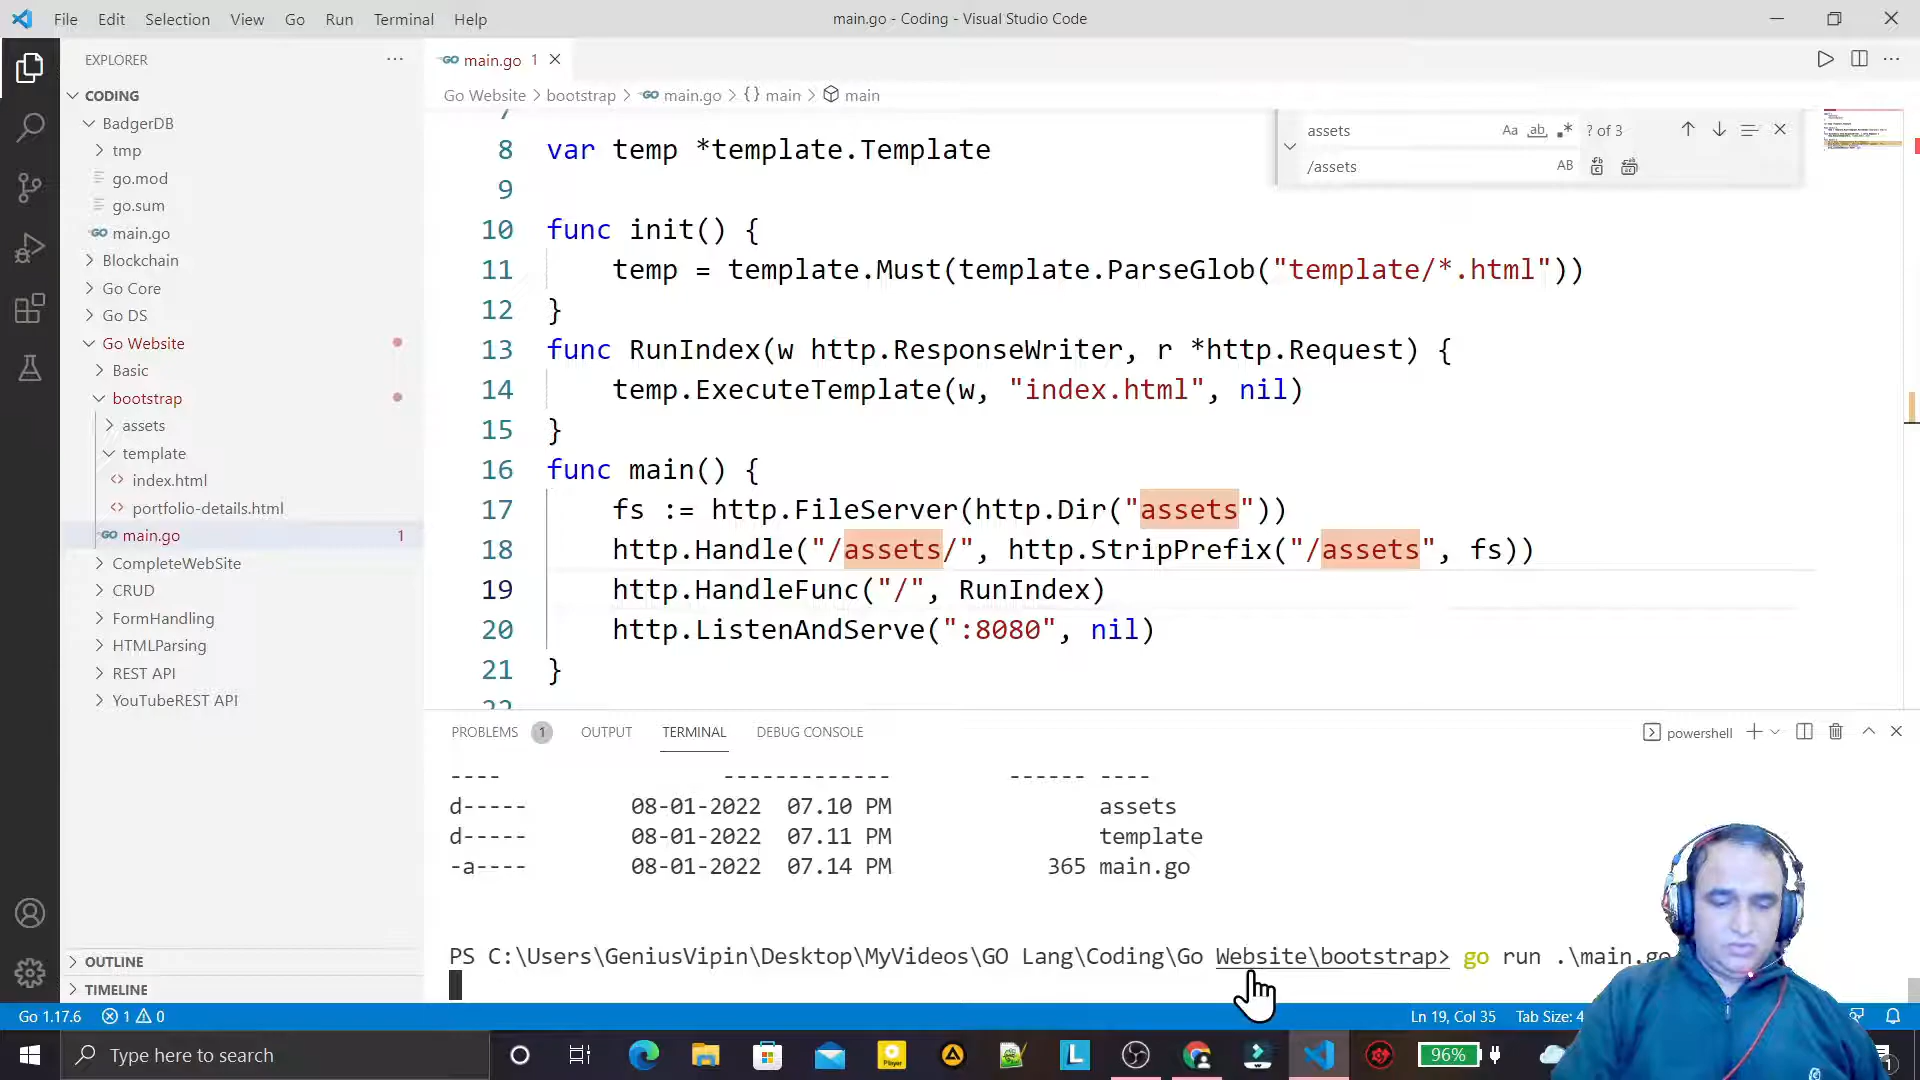 File Edit Selection View Go Run Terminal Help
main.go - Coding - Visual Studio Code
EXPLORER
CODING
BadgerDB
tmp
go.mod
go.sum
main.go
Blockchain
Go Core
Go DS
Go Website
Basic
bootstrap
assets
template
index.html
portfolio-details.html
main.go 1
CompleteWebSite
CRUD
FormHandling
HTMLParsing
REST API
YouTubeREST API
OUTLINE
TIMELINE
main.go 1
Go Website > bootstrap > main.go > {} main > main
assets Aa ab .* ? of 3
/assets AB
8 var temp *template.Template
9
10 func init() {
11 temp = template.Must(template.ParseGlob("template/*.html"))
12 }
13 func RunIndex(w http.ResponseWriter, r *http.Request) {
14 temp.ExecuteTemplate(w, "index.html", nil)
15 }
16 func main() {
17 fs := http.FileServer(http.Dir("assets"))
18 http.Handle("/assets/", http.StripPrefix("/assets", fs))
19 http.HandleFunc("/", RunIndex)
20 http.ListenAndServe(":8080", nil)
21 }
PROBLEMS 1 OUTPUT TERMINAL DEBUG CONSOLE
powershell
---- ------------- ------ ----
d----- 08-01-2022 07.10 PM assets
d----- 08-01-2022 07.11 PM template
-a---- 08-01-2022 07.14 PM 365 main.go
PS C:\Users\GeniusVipin\Desktop\MyVideos\GO Lang\Coding\Go Website\bootstrap> go run .\main.go
Go 1.17.6 1 0
Ln 19, Col 35 Tab Size: 4
Type here to search
96%